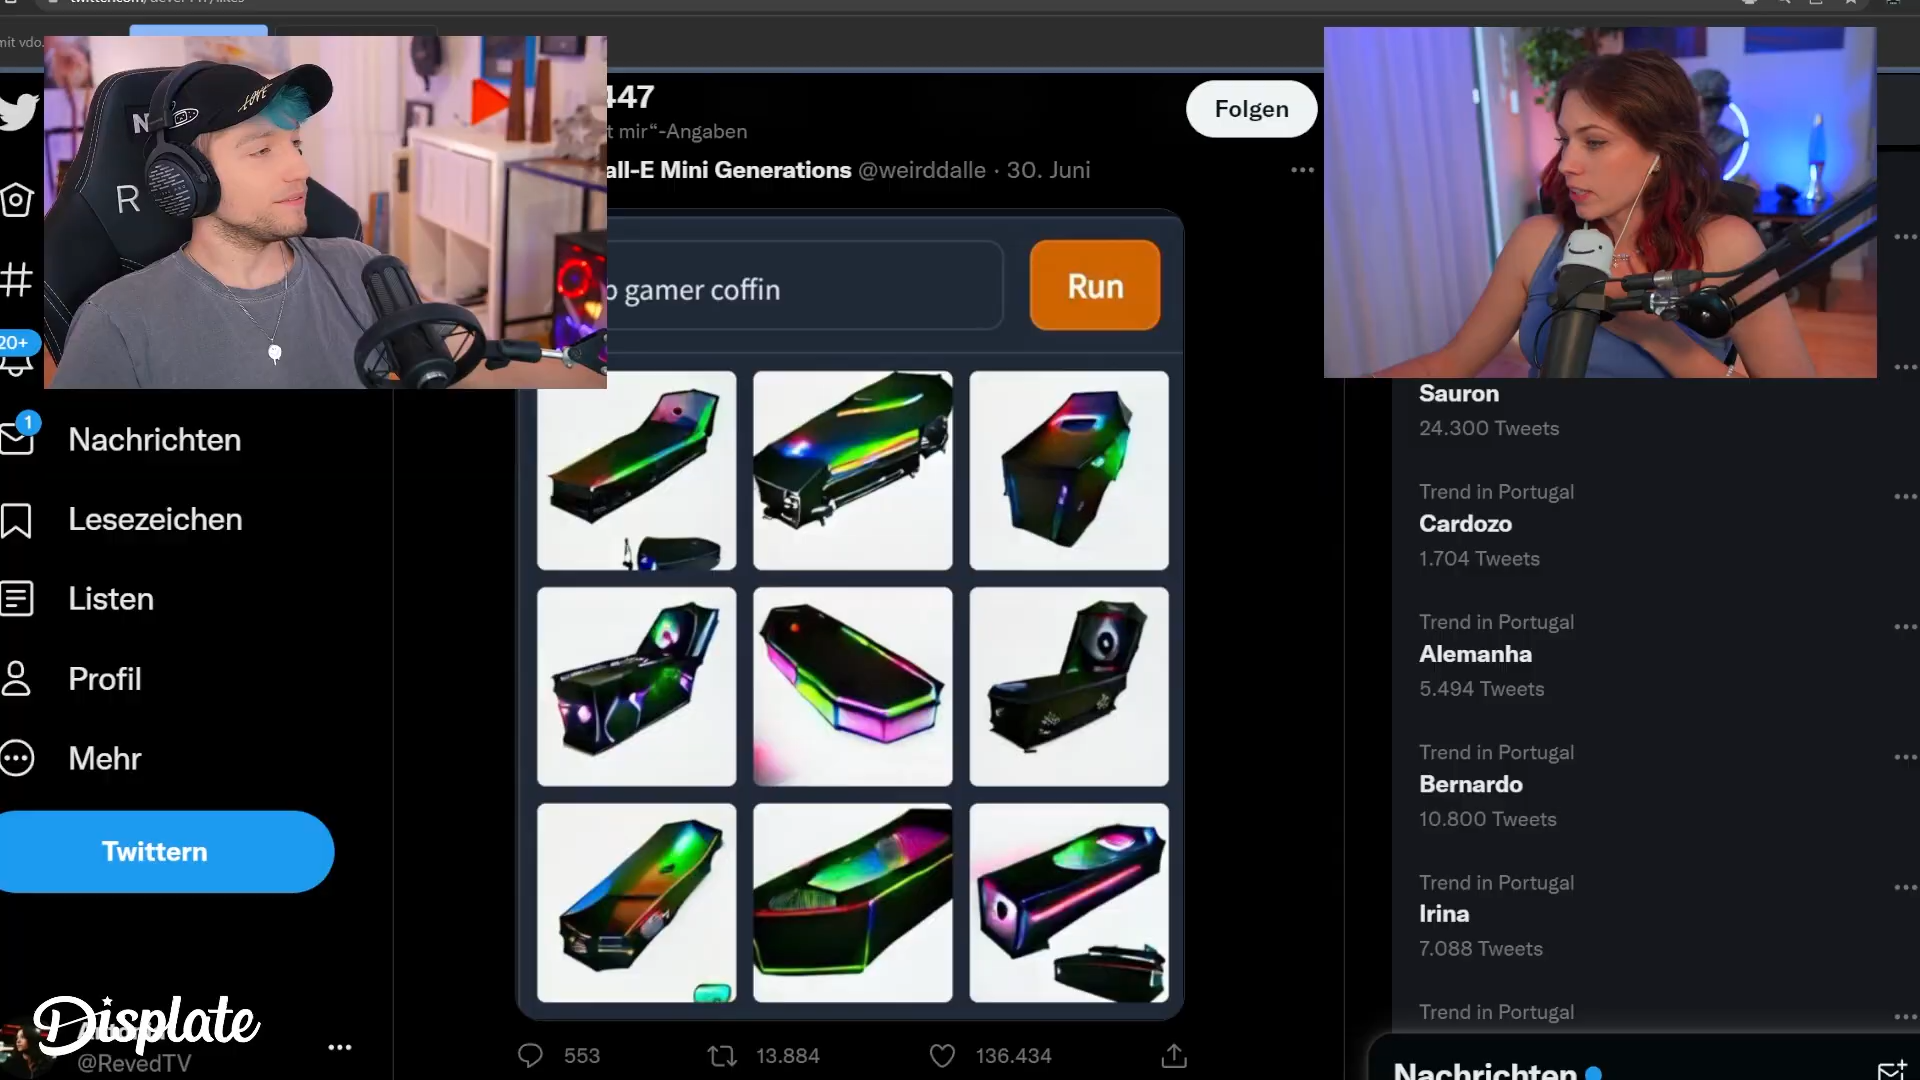 mit vdo.
447
t mir“-Angaben
Folgen
all-E Mini Generations @weirddalle · 30. Juni
gamer coffin
Run
20+
1
Nachrichten
Lesezeichen
Listen
Profil
Mehr
Twittern
Displate
@RevedTV
553
13.884
136.434
Sauron
24.300 Tweets
Trend in Portugal
Cardozo
1.704 Tweets
Trend in Portugal
Alemanha
5.494 Tweets
Trend in Portugal
Bernardo
10.800 Tweets
Trend in Portugal
Irina
7.088 Tweets
Trend in Portugal
Nachrichten
LOVE
N
R